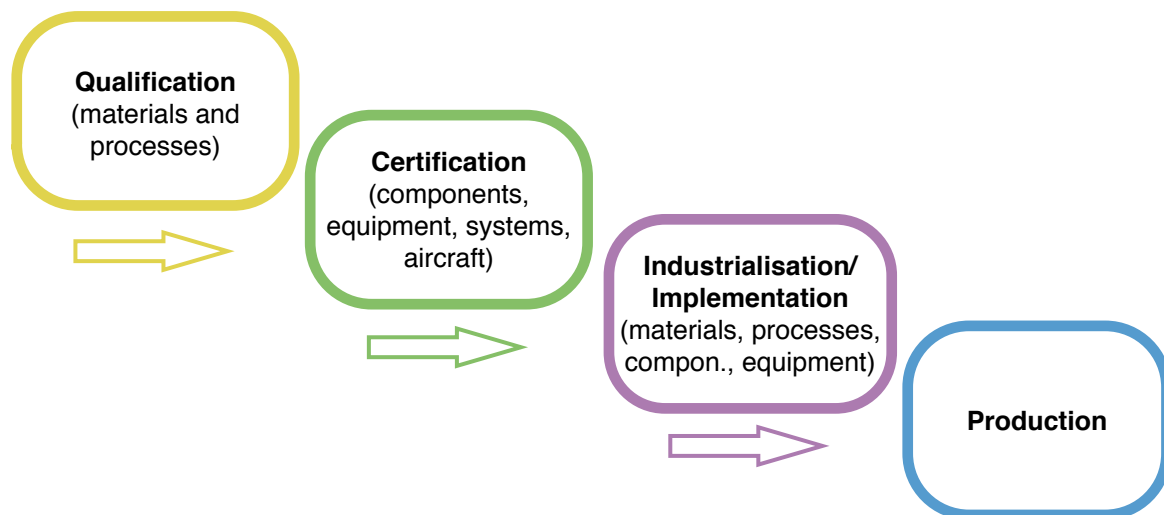 Qualification
(materials and
processes)
Certification
(components,
equipment, systems,
aircraft)
Industrialisation/
Implementation
(materials, processes,
compon., equipment)
Production